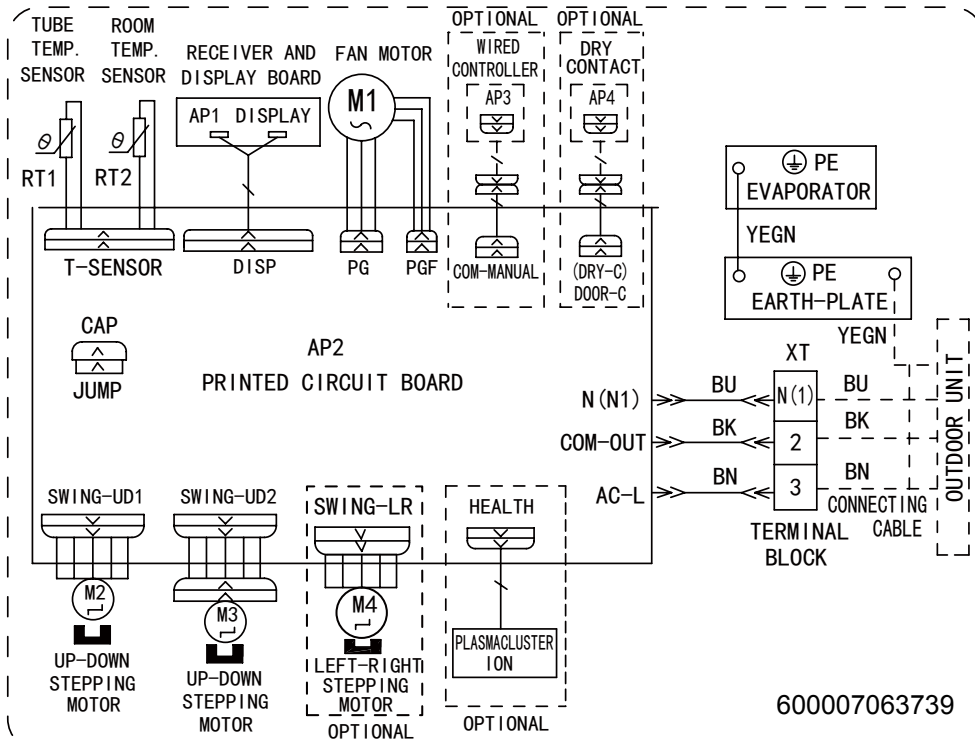 TUBE
TEMP.
SENSOR
ROOM
TEMP.
SENSOR
RECEIVER AND
DISPLAY BOARD
FAN MOTOR
OPTIONAL
WIRED
CONTROLLER
OPTIONAL
DRY
CONTACT
AP1 DISPLAY
M1
AP3
AP4
θ
RT1
θ
RT2
PE
EVAPORATOR
YEGN
PE
EARTH-PLATE
YEGN
T-SENSOR
DISP
PG
PGF
COM-MANUAL
(DRY-C)
DOOR-C
CAP
JUMP
AP2
PRINTED CIRCUIT BOARD
XT
N(N1)
BU
N(1)
BU
COM-OUT
BK
2
BK
AC-L
BN
3
BN
CONNECTING
CABLE
OUTDOOR UNIT
TERMINAL
BLOCK
SWING-UD1
SWING-UD2
SWING-LR
HEALTH
M2
M3
M4
UP-DOWN
STEPPING
MOTOR
UP-DOWN
STEPPING
MOTOR
LEFT-RIGHT
STEPPING
MOTOR
OPTIONAL
PLASMACLUSTER
ION
OPTIONAL
600007063739